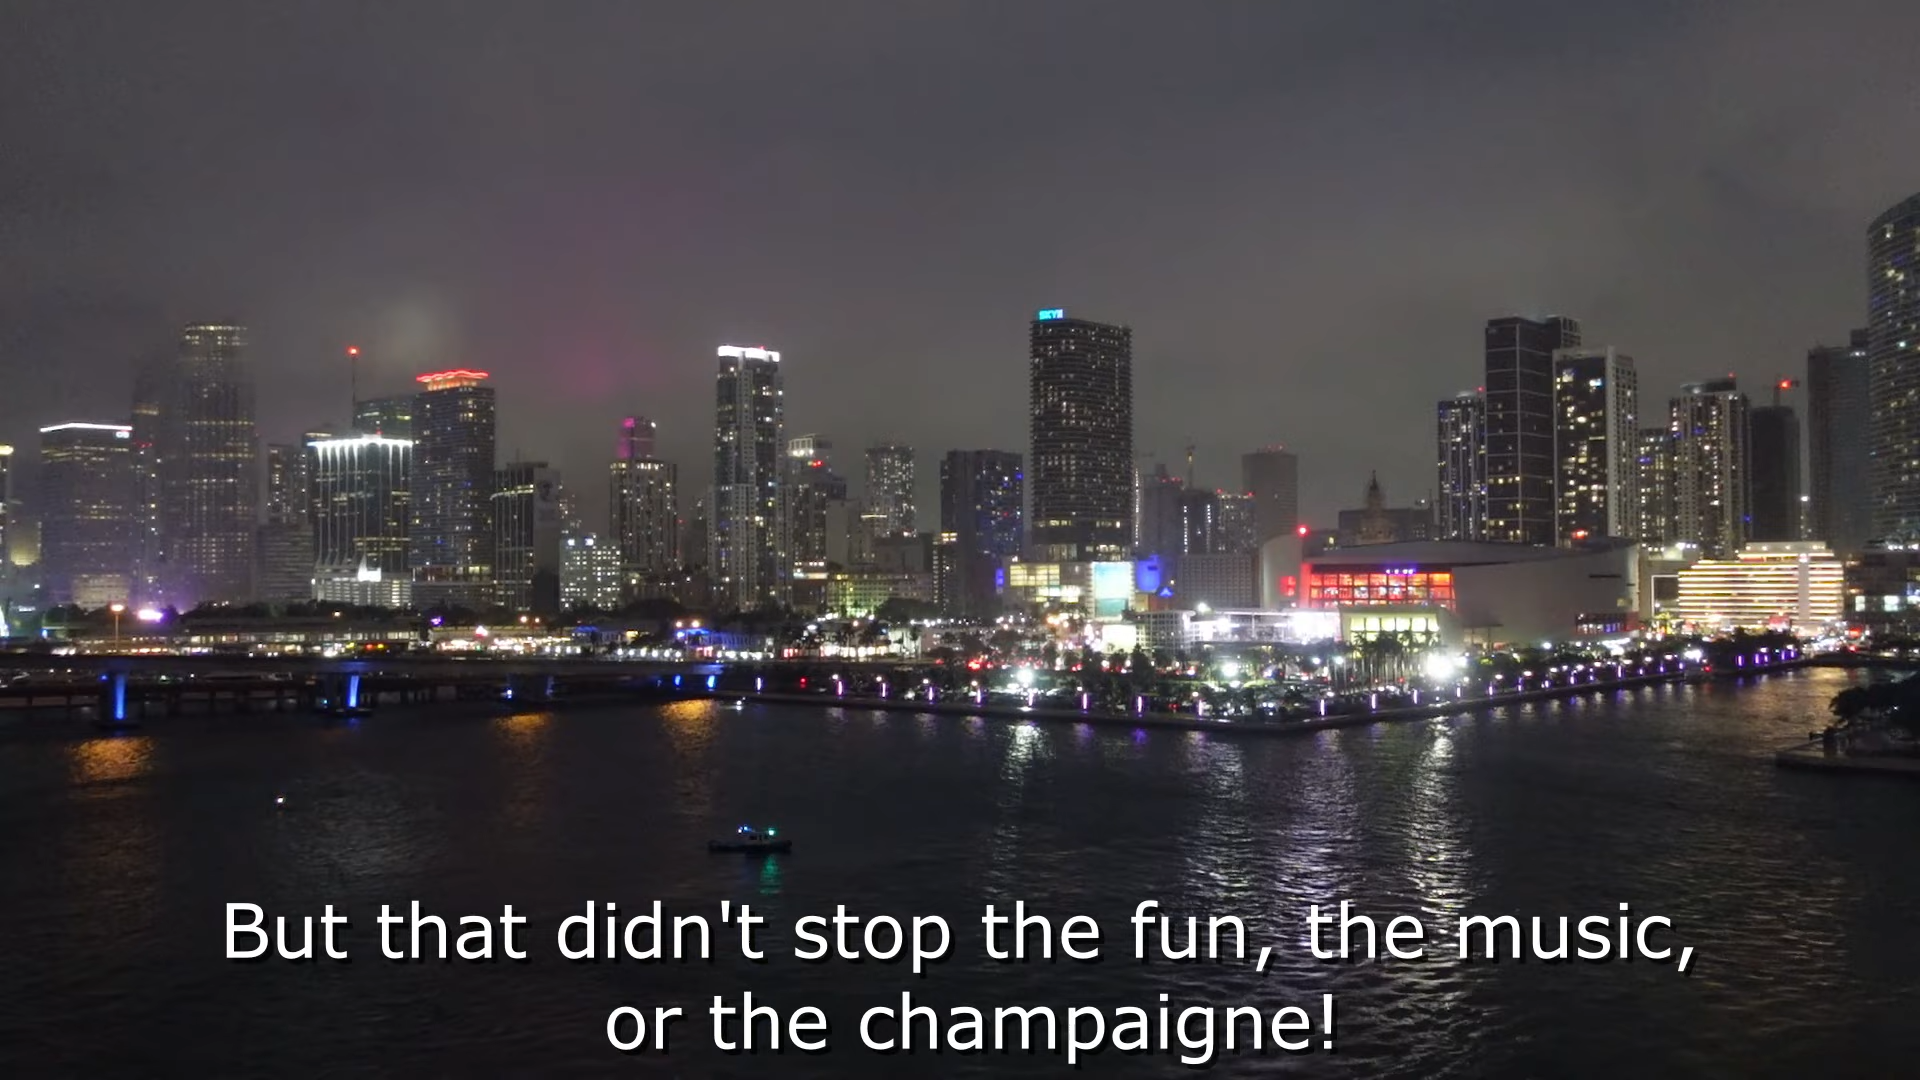 But that didn't stop the fun, the music,
or the champaigne!